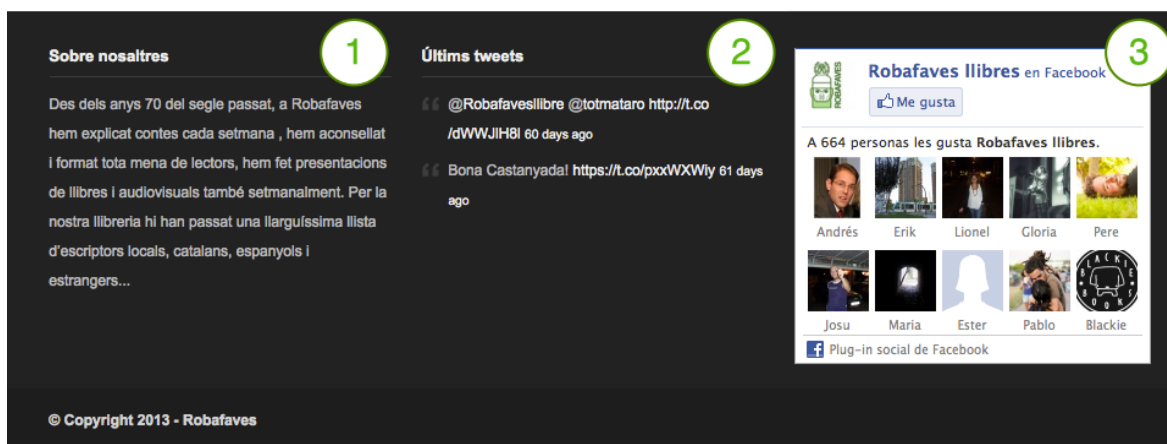 Sobre nosaltres
1
Des dels anys 70 del segle passat, a Robafaves
hem explicat contes cada setmana , hem aconsellat
i format tota mena de lectors, hem fet presentacions
de llibres i audiovisuals també setmanalment. Per la
nostra llibreria hi han passat una llarguíssima llista
d'escriptors locals, catalans, espanyols i
estrangers...
Últims tweets
2
@Robafavesllibre @totmataro http://t.co
/dWWJlH8l 60 days ago
Bona Castanyada! https://t.co/pxxWXWiy 61 days
ago
3
ROBAFAVES
Robafaves llibres en Facebook
Me gusta
A 664 personas les gusta Robafaves llibres.
Andrés Erik Lionel Gloria Pere
BLACKIE BOOKS
Josu Maria Ester Pablo Blackie
Plug-in social de Facebook
© Copyright 2013 - Robafaves